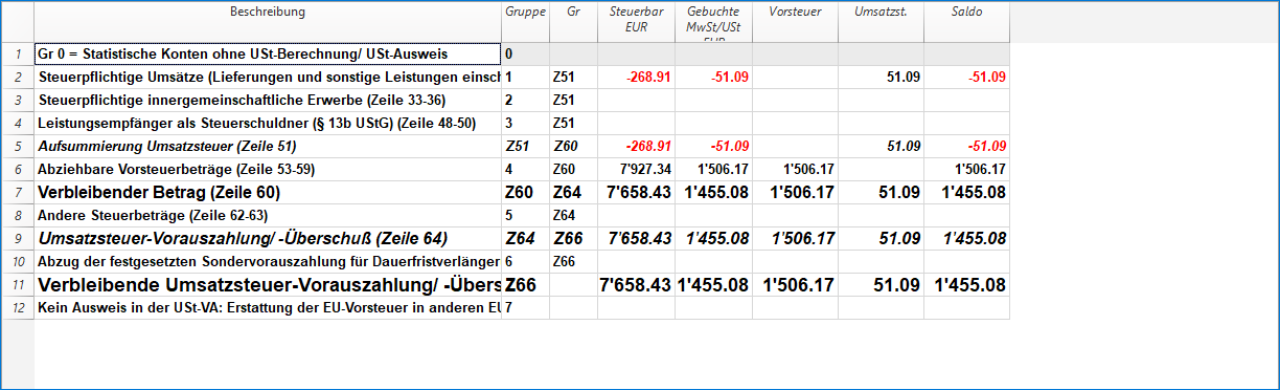 Beschreibung Gruppe Gr Steuerbar EUR Gebuchte MwSt/USt EUR Vorsteuer Umsatzst. Saldo
1 Gr 0 = Statistische Konten ohne USt-Berechnung/ USt-Ausweis 0
2 Steuerpflichtige Umsätze (Lieferungen und sonstige Leistungen einsch 1 Z51 -268.91 -51.09 51.09 -51.09
3 Steuerpflichtige innergemeinschaftliche Erwerbe (Zeile 33-36) 2 Z51
4 Leistungsempfänger als Steuerschuldner (§ 13b UStG) (Zeile 48-50) 3 Z51
5 Aufsummierung Umsatzsteuer (Zeile 51) Z51 Z60 -268.91 -51.09 51.09 -51.09
6 Abziehbare Vorsteuerbeträge (Zeile 53-59) 4 Z60 7'927.34 1'506.17 1'506.17 1'506.17
7 Verbleibender Betrag (Zeile 60) Z60 Z64 7'658.43 1'455.08 1'506.17 51.09 1'455.08
8 Andere Steuerbeträge (Zeile 62-63) 5 Z64
9 Umsatzsteuer-Vorauszahlung/ -Überschuß (Zeile 64) Z64 Z66 7'658.43 1'455.08 1'506.17 51.09 1'455.08
10 Abzug der festgesetzten Sondervorauszahlung für Dauerfristverlänger 6 Z66
11 Verbleibende Umsatzsteuer-Vorauszahlung/ -Übers Z66 7'658.43 1'455.08 1'506.17 51.09 1'455.08
12 Kein Ausweis in der USt-VA: Erstattung der EU-Vorsteuer in anderen EU 7